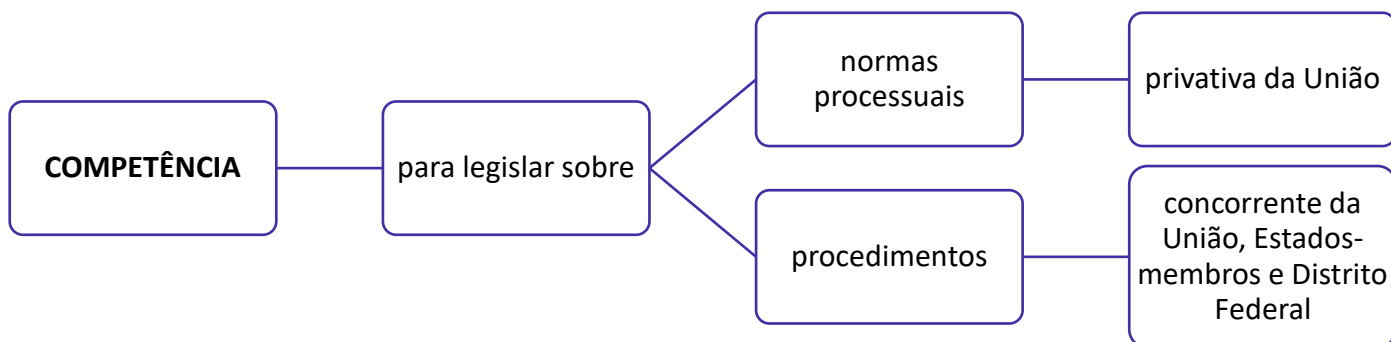 COMPETÊNCIA
para legislar sobre
normas
processuais
privativa da União
procedimentos
concorrente da
União, Estados-
membros e Distrito
Federal